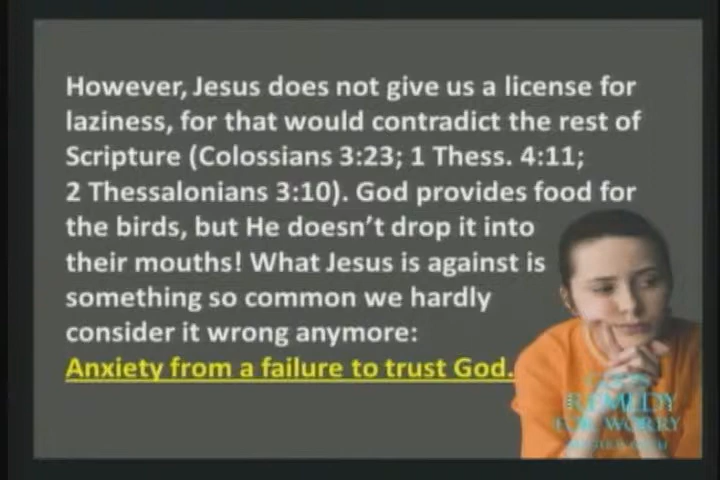 However, Jesus does not give us a license for
laziness, for that would contradict the rest of
Scripture (Colossians 3:23; 1 Thess. 4:11;
2 Thessalonians 3:10). God provides food for
the birds, but He doesn’t drop it into
their mouths! What Jesus is against is
something so common we hardly
consider it wrong anymore:
Anxiety from a failure to trust God.
REMEDY
FOR WORRY